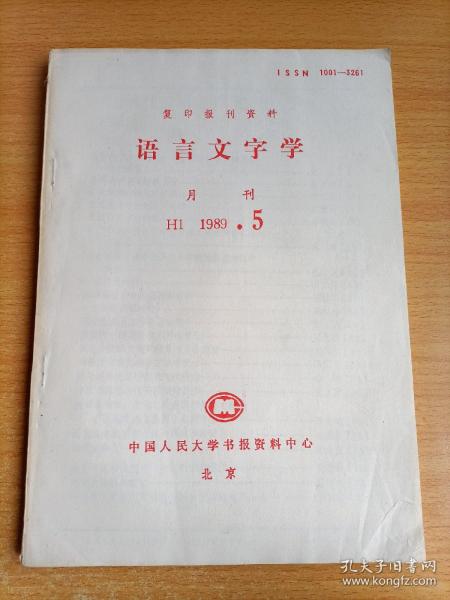 ISSN 1001—3261
复印报刊资料
语言文字学
月刊
H1 1989.5
中国人民大学书报资料中心
北京
孔夫子旧书网
www.kongfz.com